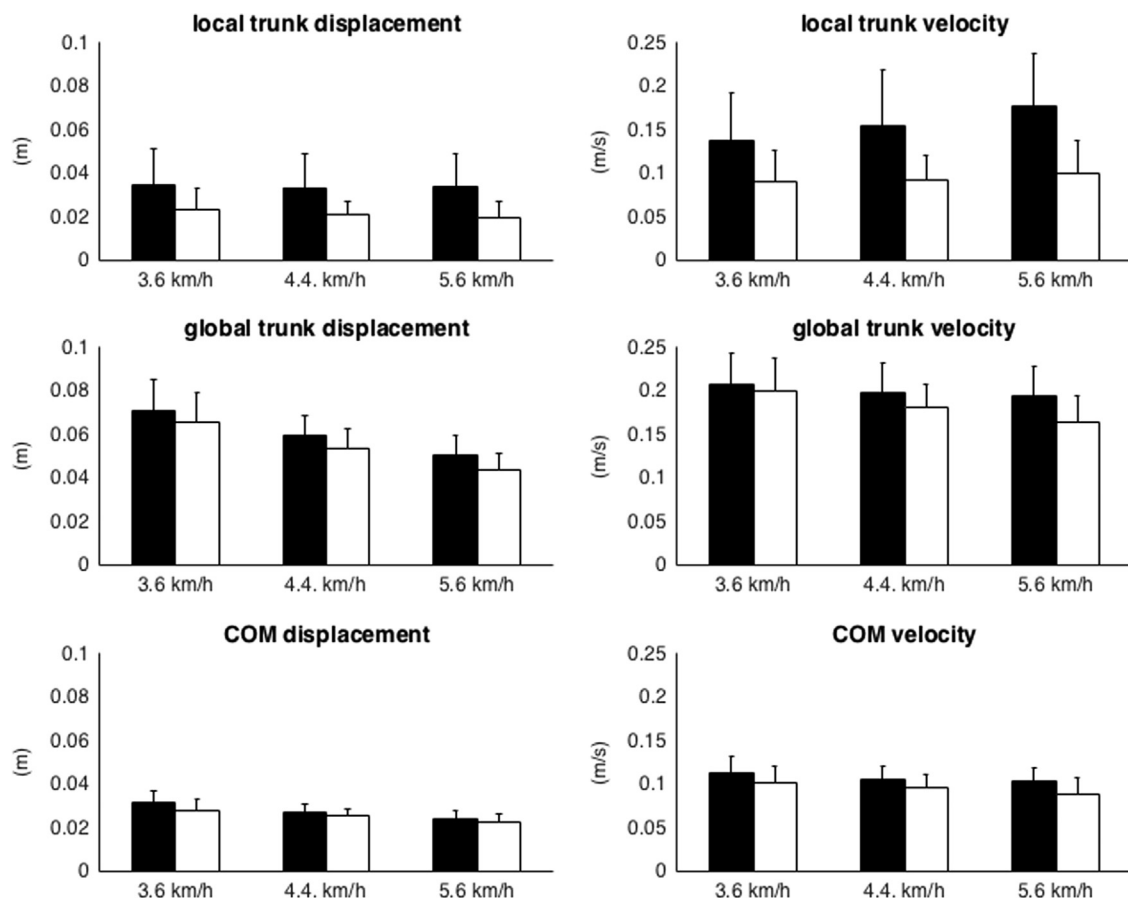 local trunk displacement
0.1
0.08
0.06
0.04
0.02
0
(m)
3.6 km/h 4.4. km/h 5.6 km/h
local trunk velocity
0.25
0.2
0.15
0.1
0.05
0
(m/s)
3.6 km/h 4.4. km/h 5.6 km/h
global trunk displacement
0.1
0.08
0.06
0.04
0.02
0
(m)
3.6 km/h 4.4. km/h 5.6 km/h
global trunk velocity
0.25
0.2
0.15
0.1
0.05
0
(m/s)
3.6 km/h 4.4. km/h 5.6 km/h
COM displacement
0.1
0.08
0.06
0.04
0.02
0
(m)
3.6 km/h 4.4. km/h 5.6 km/h
COM velocity
0.25
0.2
0.15
0.1
0.05
0
(m/s)
3.6 km/h 4.4. km/h 5.6 km/h